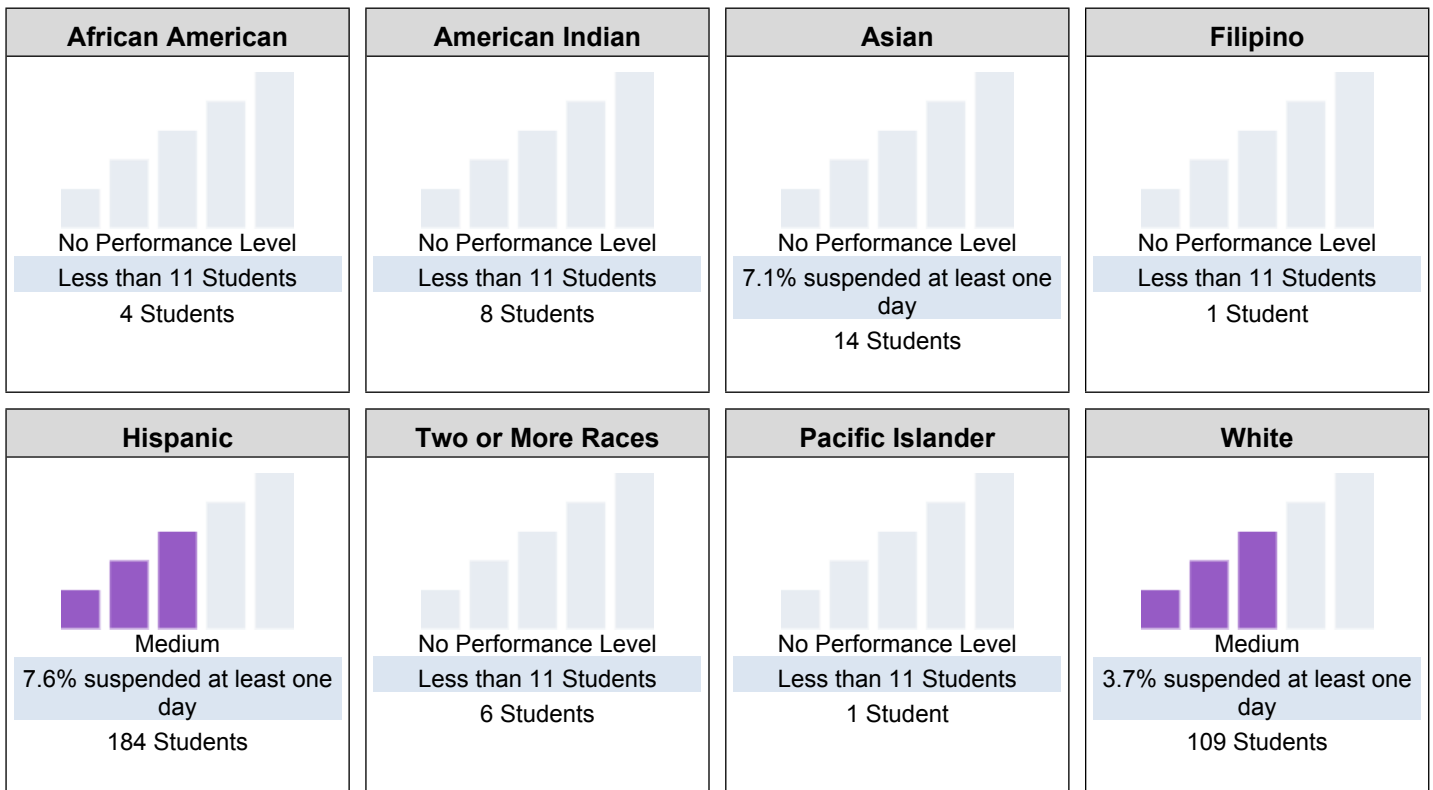 African American
No Performance Level
Less than 11 Students
4 Students
American Indian
No Performance Level
Less than 11 Students
8 Students
Asian
No Performance Level
7.1% suspended at least one
day
14 Students
Filipino
No Performance Level
Less than 11 Students
1 Student
Hispanic
Medium
7.6% suspended at least one
day
184 Students
Two or More Races
No Performance Level
Less than 11 Students
6 Students
Pacific Islander
No Performance Level
Less than 11 Students
1 Student
White
Medium
3.7% suspended at least one
day
109 Students